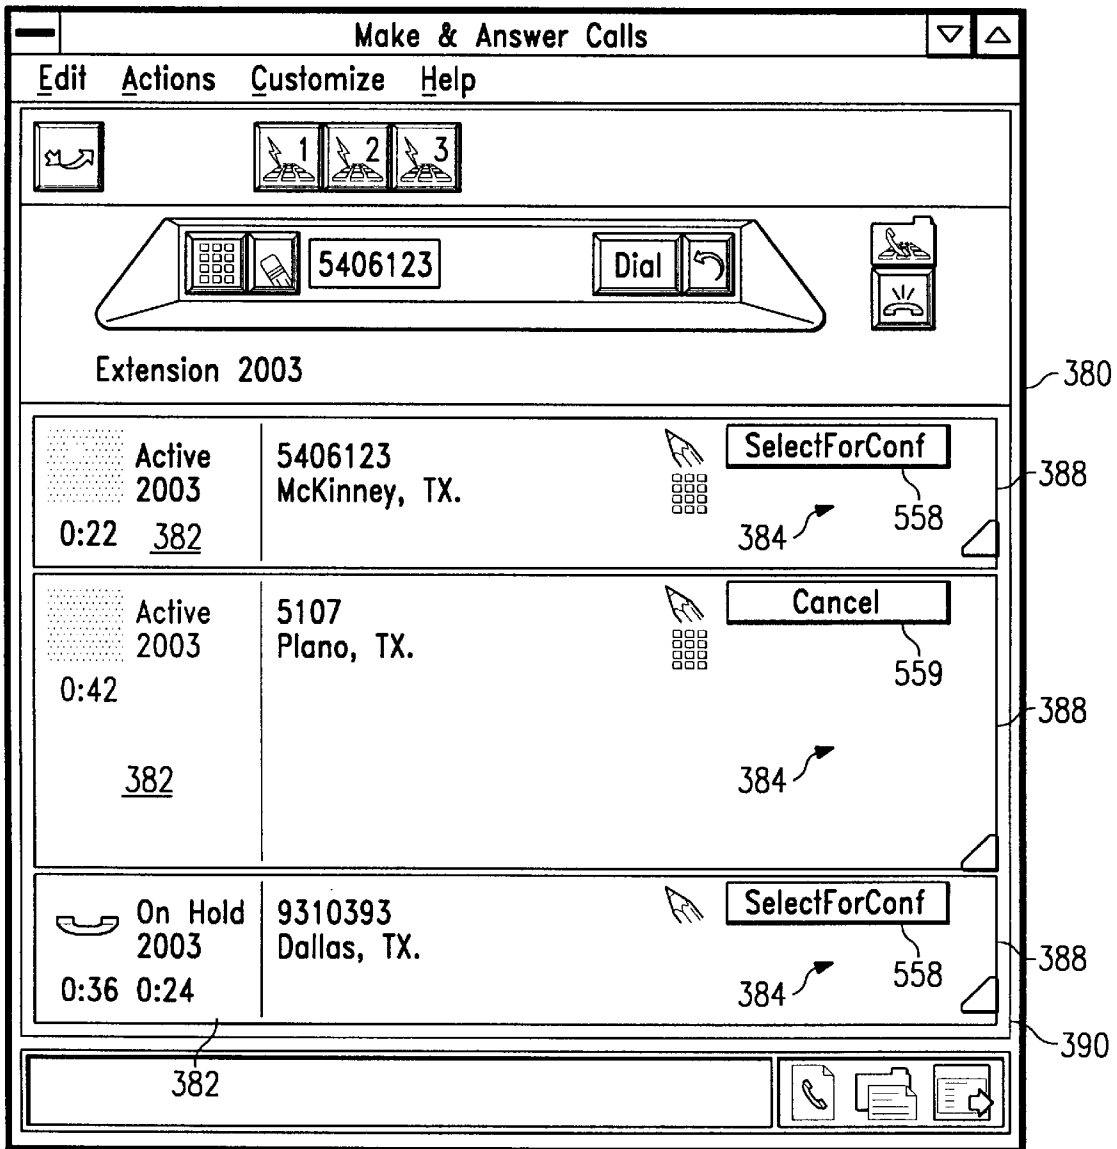 Make & Answer Calls
Edit Actions Customize Help
1 2 3
5406123 Dial
Extension 2003
380
Active 5406123 SelectForConf
2003 McKinney, TX.
388
0:22 382 384 558
Active 5107 Cancel
2003 Plano, TX.
559
0:42
388
382 384
On Hold 9310393 SelectForConf
2003 Dallas, TX.
388
0:36 0:24 384 558
390
382